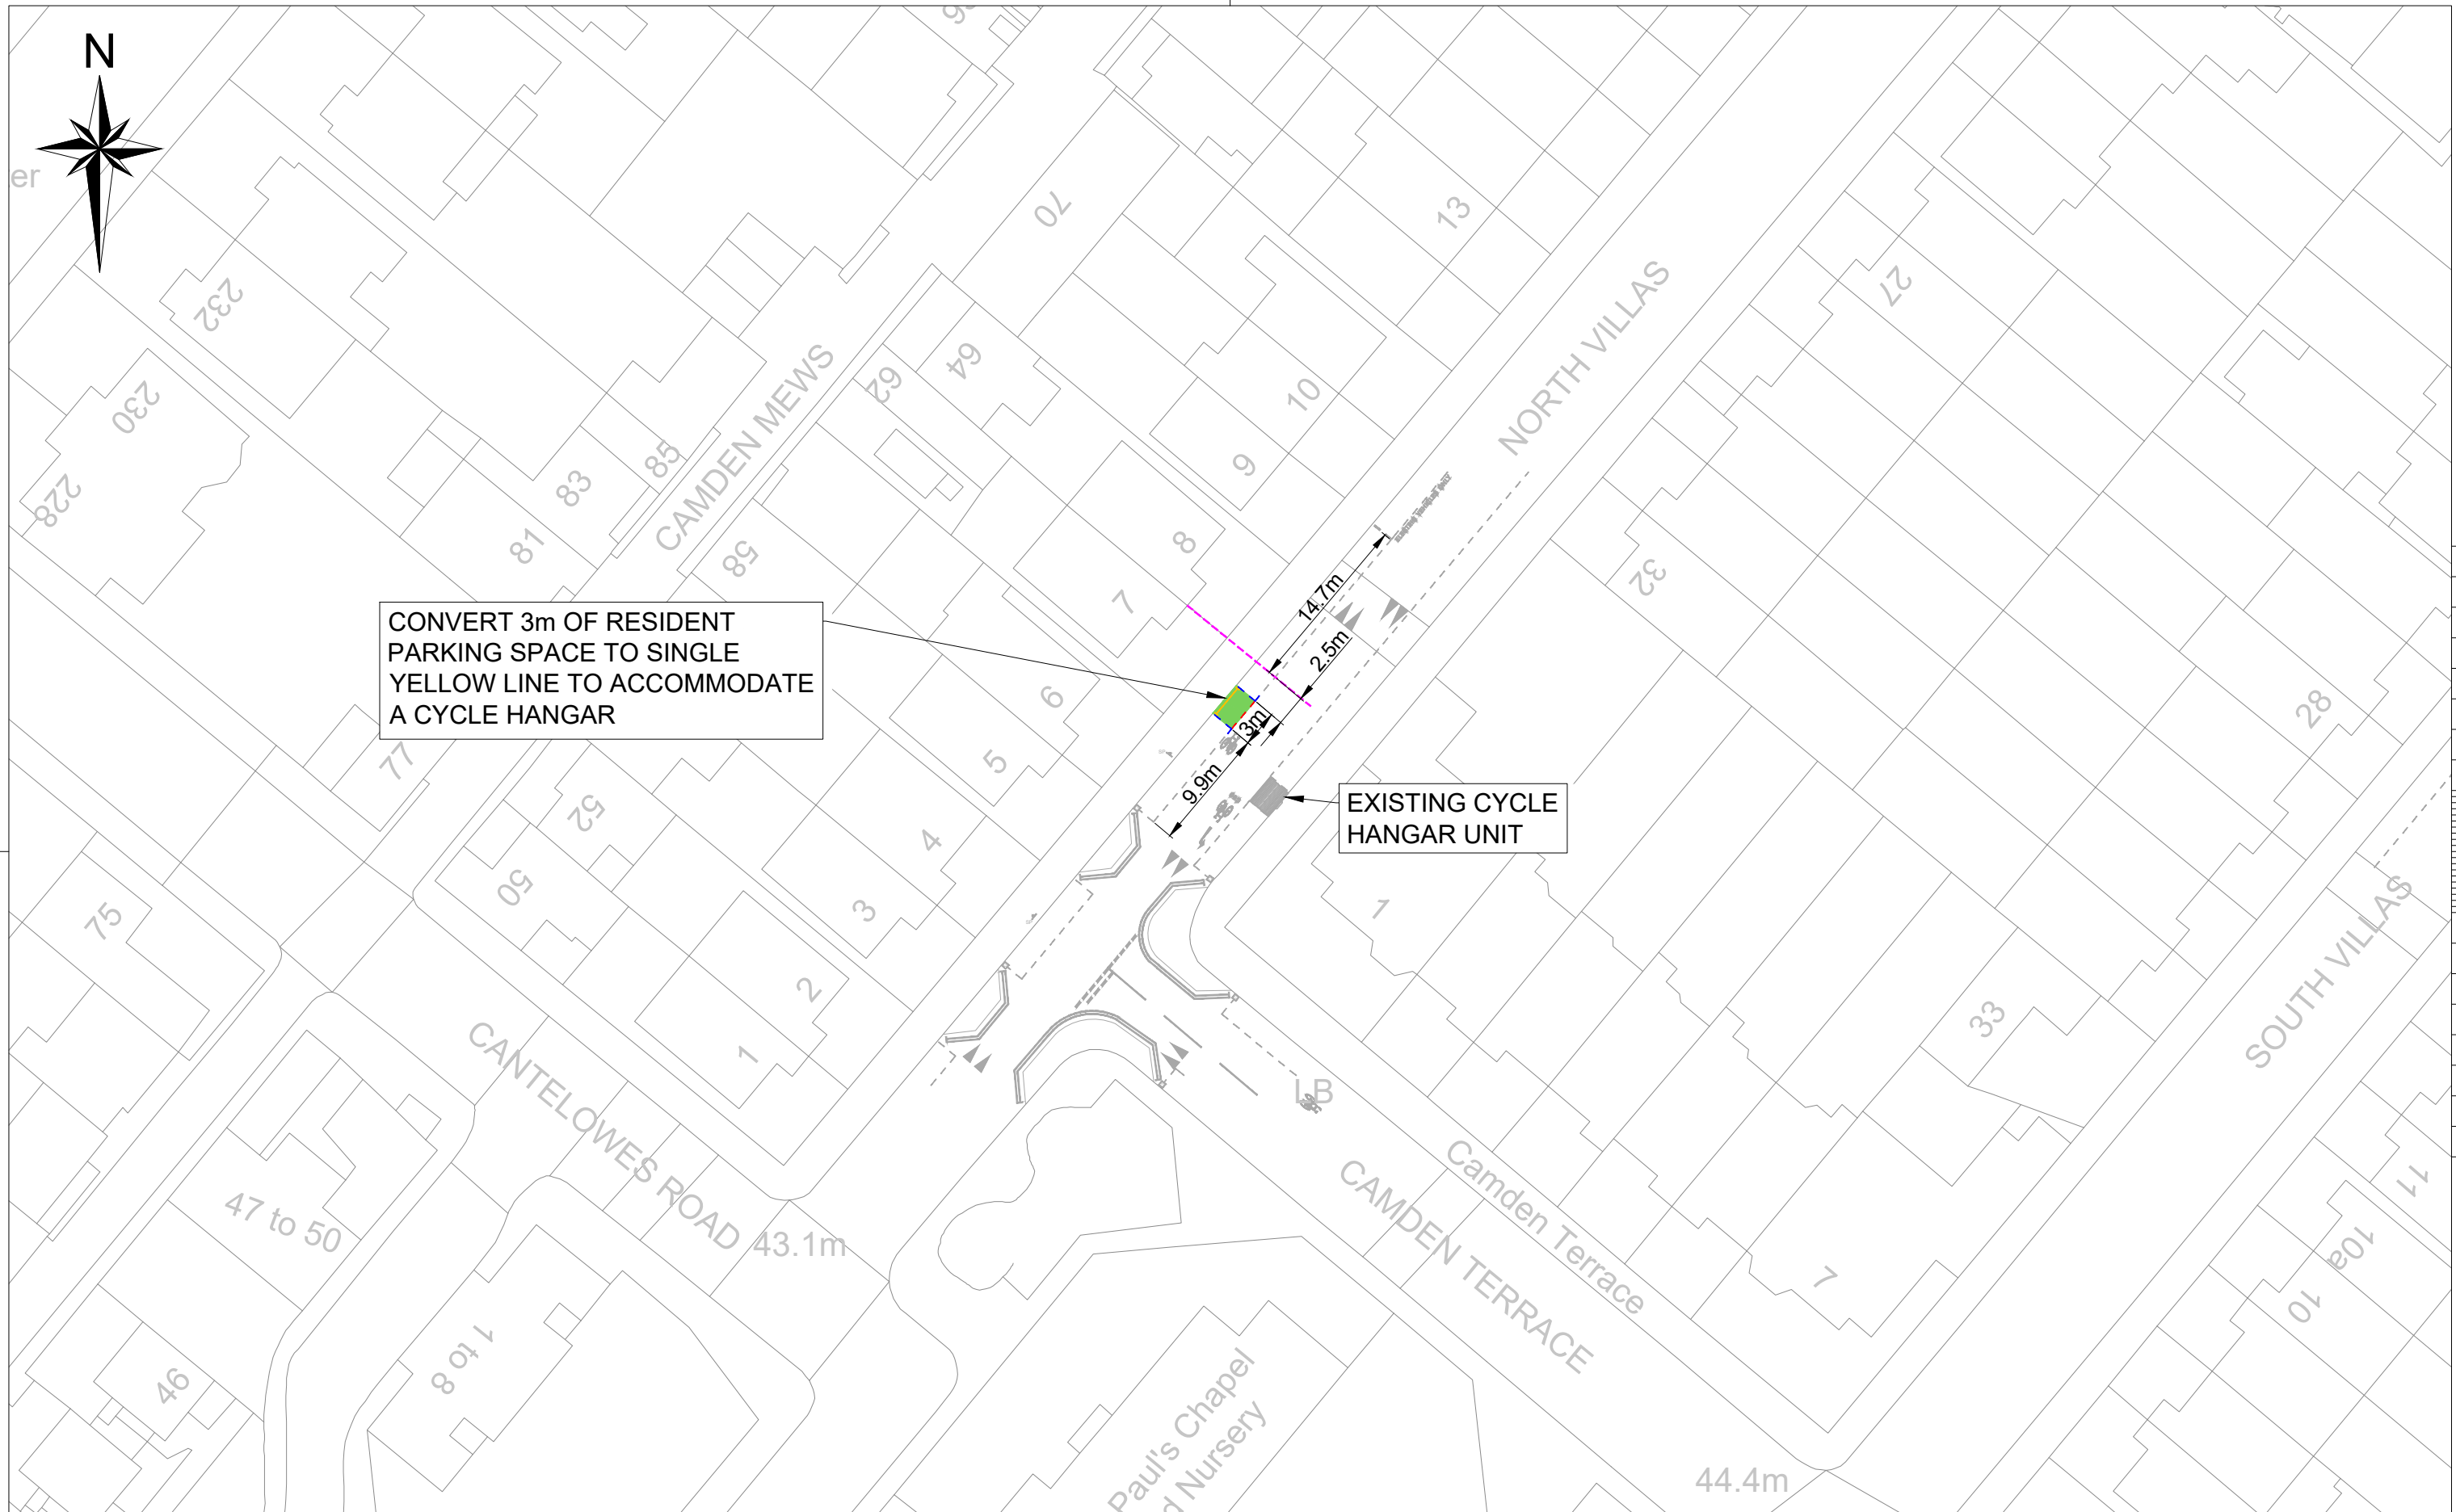 N
er
232
230
228
70
13
27
64
62
CAMDEN MEWS
85
83
81
58
10
9
8
7
NORTH VILLAS
32
28
14.7m
2.5m
3m
9.9m
CONVERT 3m OF RESIDENT
PARKING SPACE TO SINGLE
YELLOW LINE TO ACCOMMODATE
A CYCLE HANGAR
EXISTING CYCLE
HANGAR UNIT
6
5
4
3
2
1
77
52
50
75
1
33
SOUTH VILLAS
CANTELOWES ROAD
43.1m
47 to 50
1 to 8
46
LB
Camden Terrace
CAMDEN TERRACE
7
11
10a
10
Paul's Chapel
d Nursery
44.4m